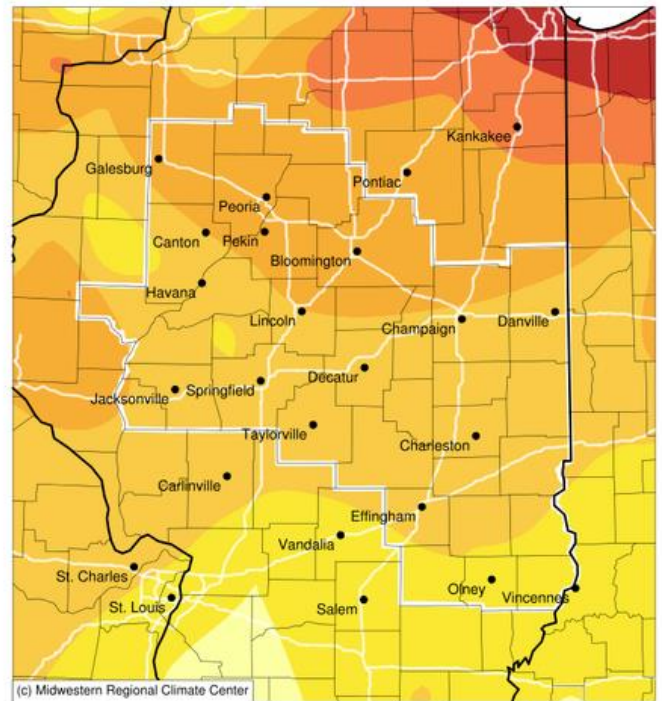 Kankakee
Galesburg
Pontiac
Peoria
Canton
Pekin
Bloomington
Havana
Lincoln
Champaign
Danville
Decatur
Jacksonville
Springfield
Taylorville
Charleston
Carlinville
Effingham
Vandalia
St. Charles
Olney
Vincennes
St. Louis
Salem
(c) Midwestern Regional Climate Center